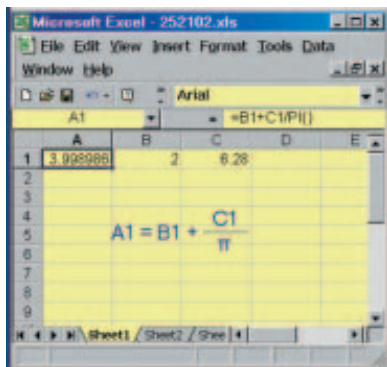 Microsoft Excel - 252102.xls
File Edit View Insert Format Tools Data
Window Help
Arial
A1 =B1+C1/PI()
A B C D E
1 3.998986 2 6.28
2
3
4
5
6
7
8
9
A1 = B1 + C1
π
Sheet1 Sheet2 Shee